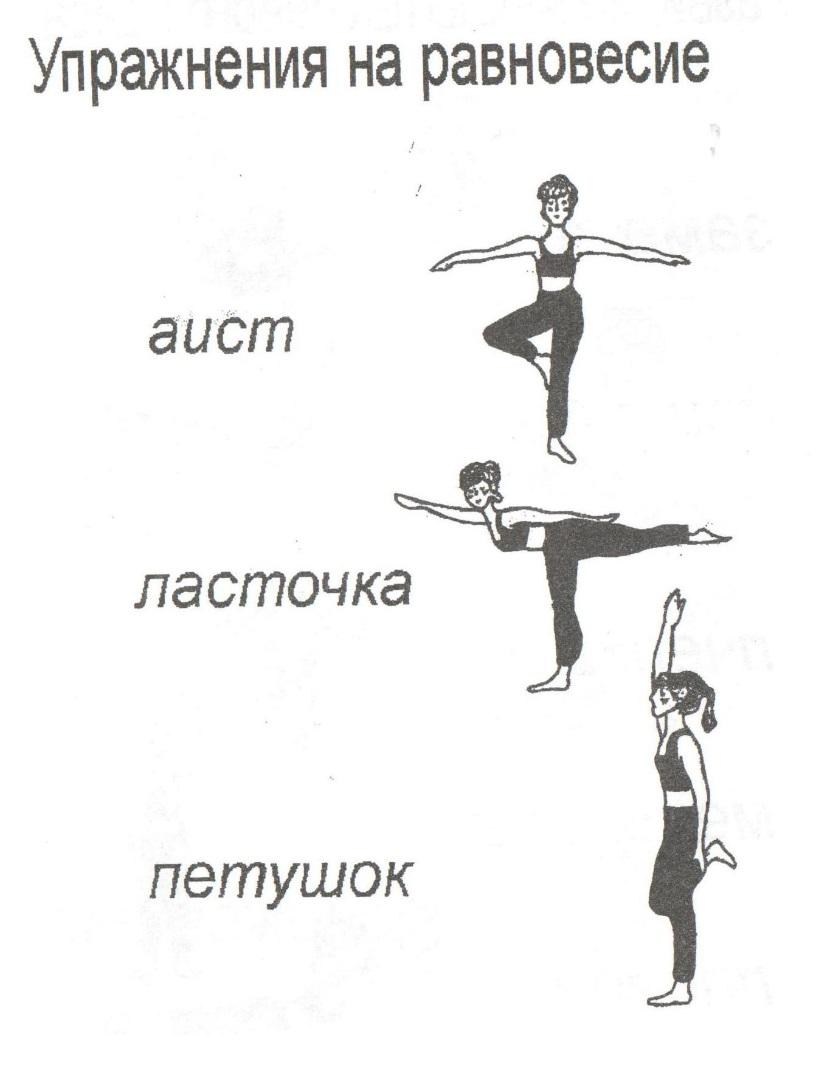 Упражнения на равновесие
аист
ласточка
петушок